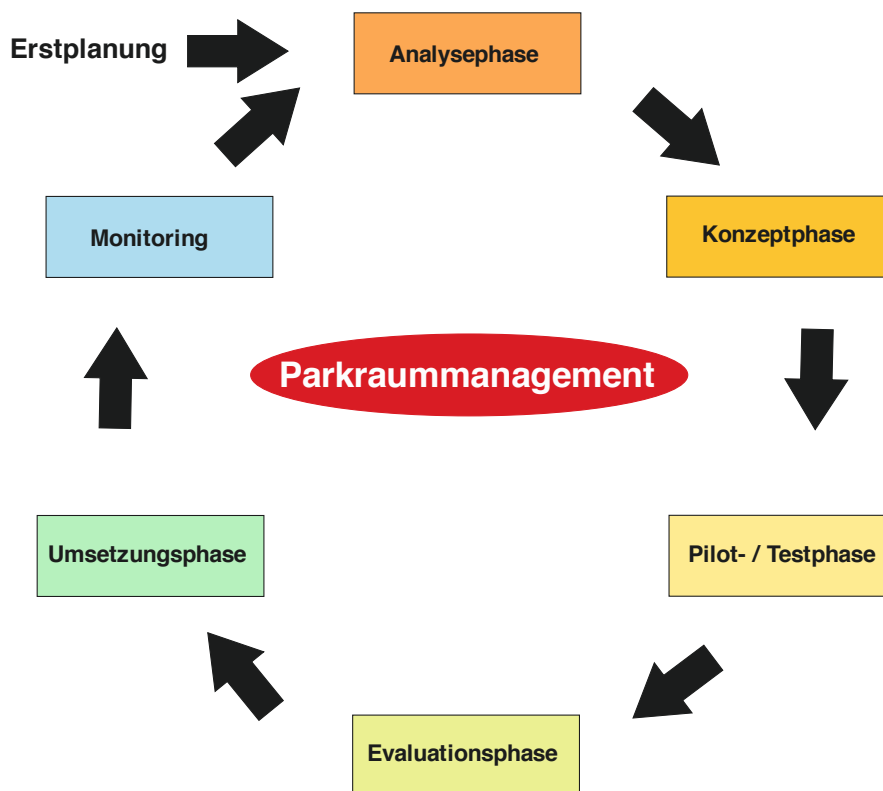 Erstplanung
Analysephase
Monitoring
Konzeptphase
Parkraummanagement
Umsetzungsphase
Pilot- / Testphase
Evaluationsphase